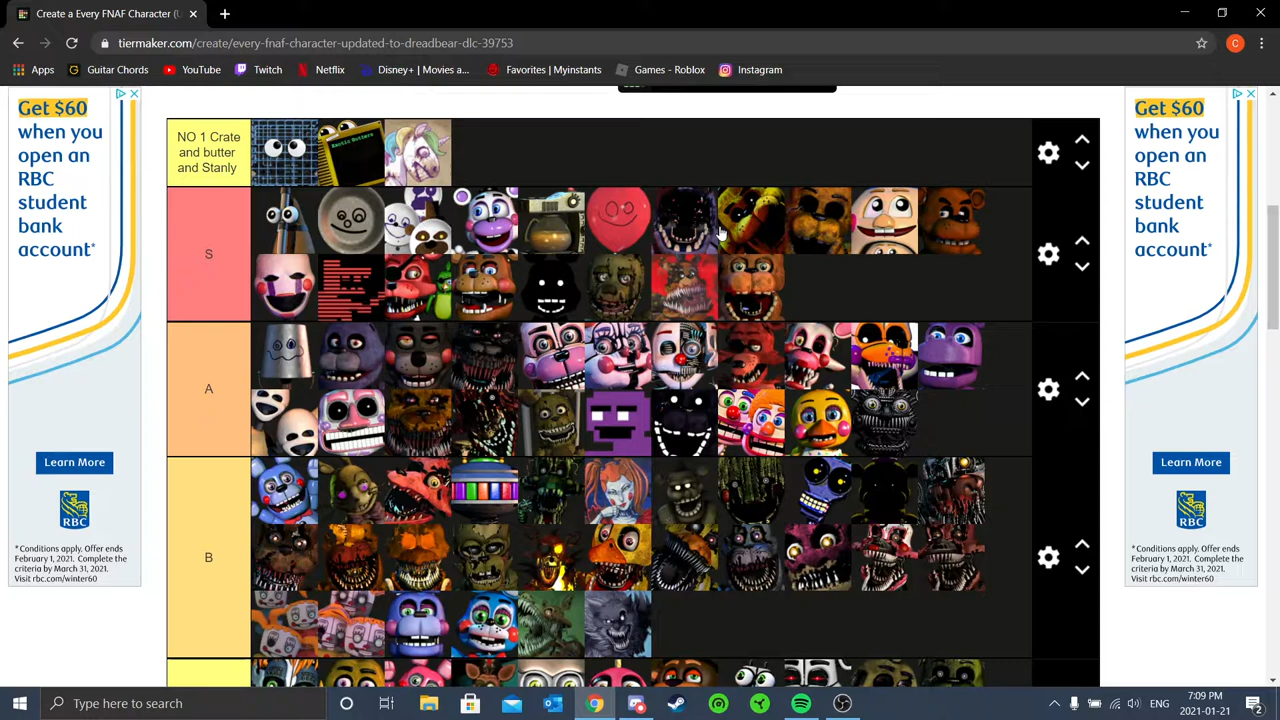 Create a Every FNAF Character (U
tiermaker.com/create/every-fnaf-character-updated-to-dreadbear-dlc-39753
C
Apps
Guitar Chords
YouTube
Twitch
Netflix
Disney+ | Movies a...
Favorites | Myinstants
Games - Roblox
Instagram
Get $60
when you
open an
RBC
student
bank
account*
Learn More
RBC
*Conditions apply. Offer ends
February 1, 2021. Complete the
criteria by March 31, 2021.
Visit rbc.com/winter60
NO 1 Crate
and butter
and Stanly
Exotic Butters
S
A
B
Get $60
when you
open an
RBC
student
bank
account*
Learn More
RBC
*Conditions apply. Offer ends
February 1, 2021. Complete the
criteria by March 31, 2021.
Visit rbc.com/winter60
Type here to search
ENG
7:09 PM
2021-01-21
2